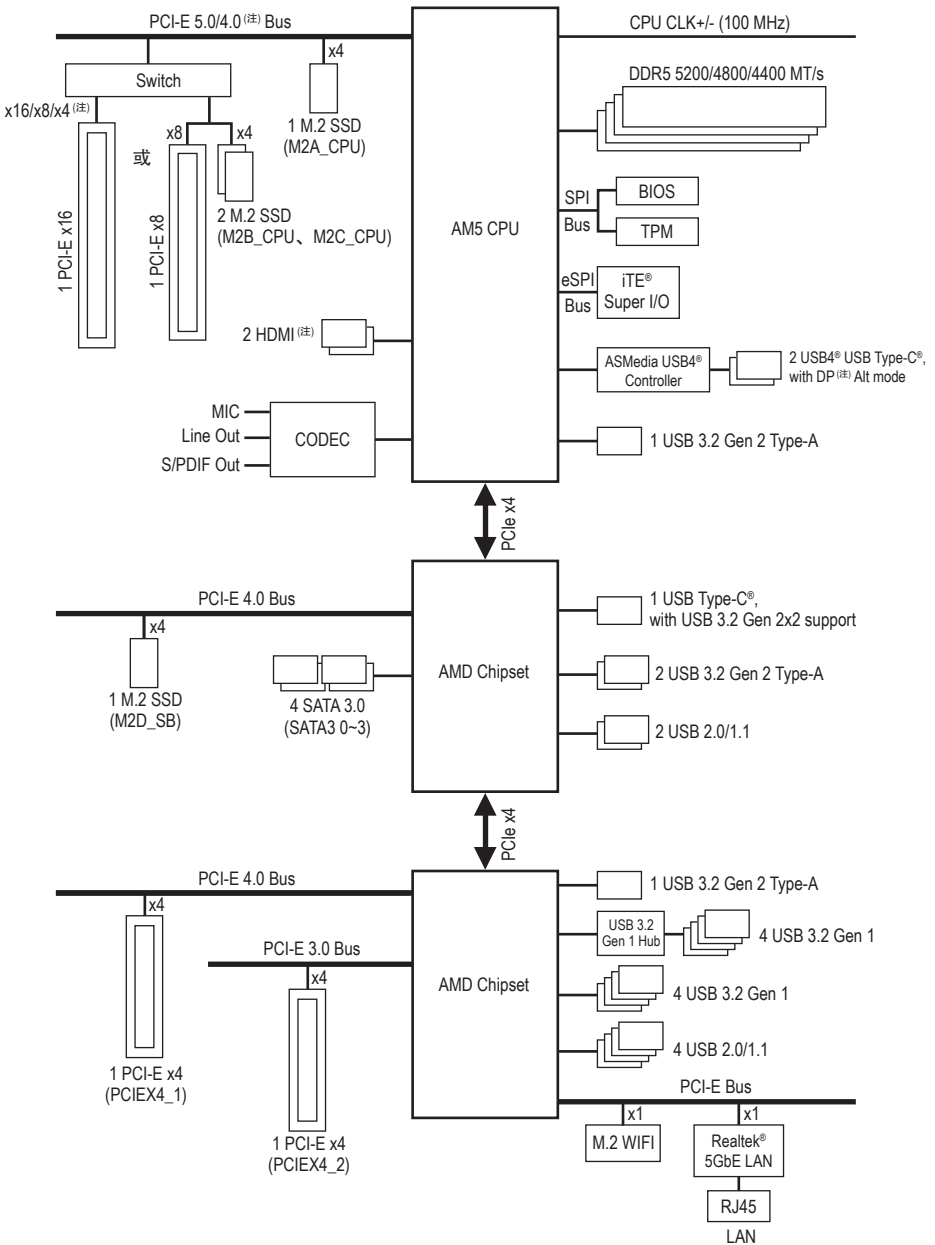 PCI-E 5.0/4.0 (注) Bus
CPU CLK+/- (100 MHz)
x4
Switch
DDR5 5200/4800/4400 MT/s
x16/x8/x4 (注)
1 M.2 SSD
(M2A_CPU)
x8
x4
或
1 PCI-E x16
1 PCI-E x8
2 M.2 SSD
(M2B_CPU、M2C_CPU)
AM5 CPU
SPI
Bus
BIOS
TPM
eSPI
Bus
iTE®
Super I/O
2 HDMI (注)
ASMedia USB4®
Controller
2 USB4® USB Type-C®,
with DP (注) Alt mode
MIC
Line Out
S/PDIF Out
CODEC
1 USB 3.2 Gen 2 Type-A
PCIe x4
PCI-E 4.0 Bus
x4
1 M.2 SSD
(M2D_SB)
4 SATA 3.0
(SATA3 0~3)
AMD Chipset
1 USB Type-C®,
with USB 3.2 Gen 2x2 support
2 USB 3.2 Gen 2 Type-A
2 USB 2.0/1.1
PCIe x4
PCI-E 4.0 Bus
x4
PCI-E 3.0 Bus
x4
1 PCI-E x4
(PCIEX4_1)
1 PCI-E x4
(PCIEX4_2)
AMD Chipset
1 USB 3.2 Gen 2 Type-A
USB 3.2
Gen 1 Hub
4 USB 3.2 Gen 1
4 USB 3.2 Gen 1
4 USB 2.0/1.1
PCI-E Bus
x1
x1
M.2 WIFI
Realtek®
5GbE LAN
RJ45
LAN